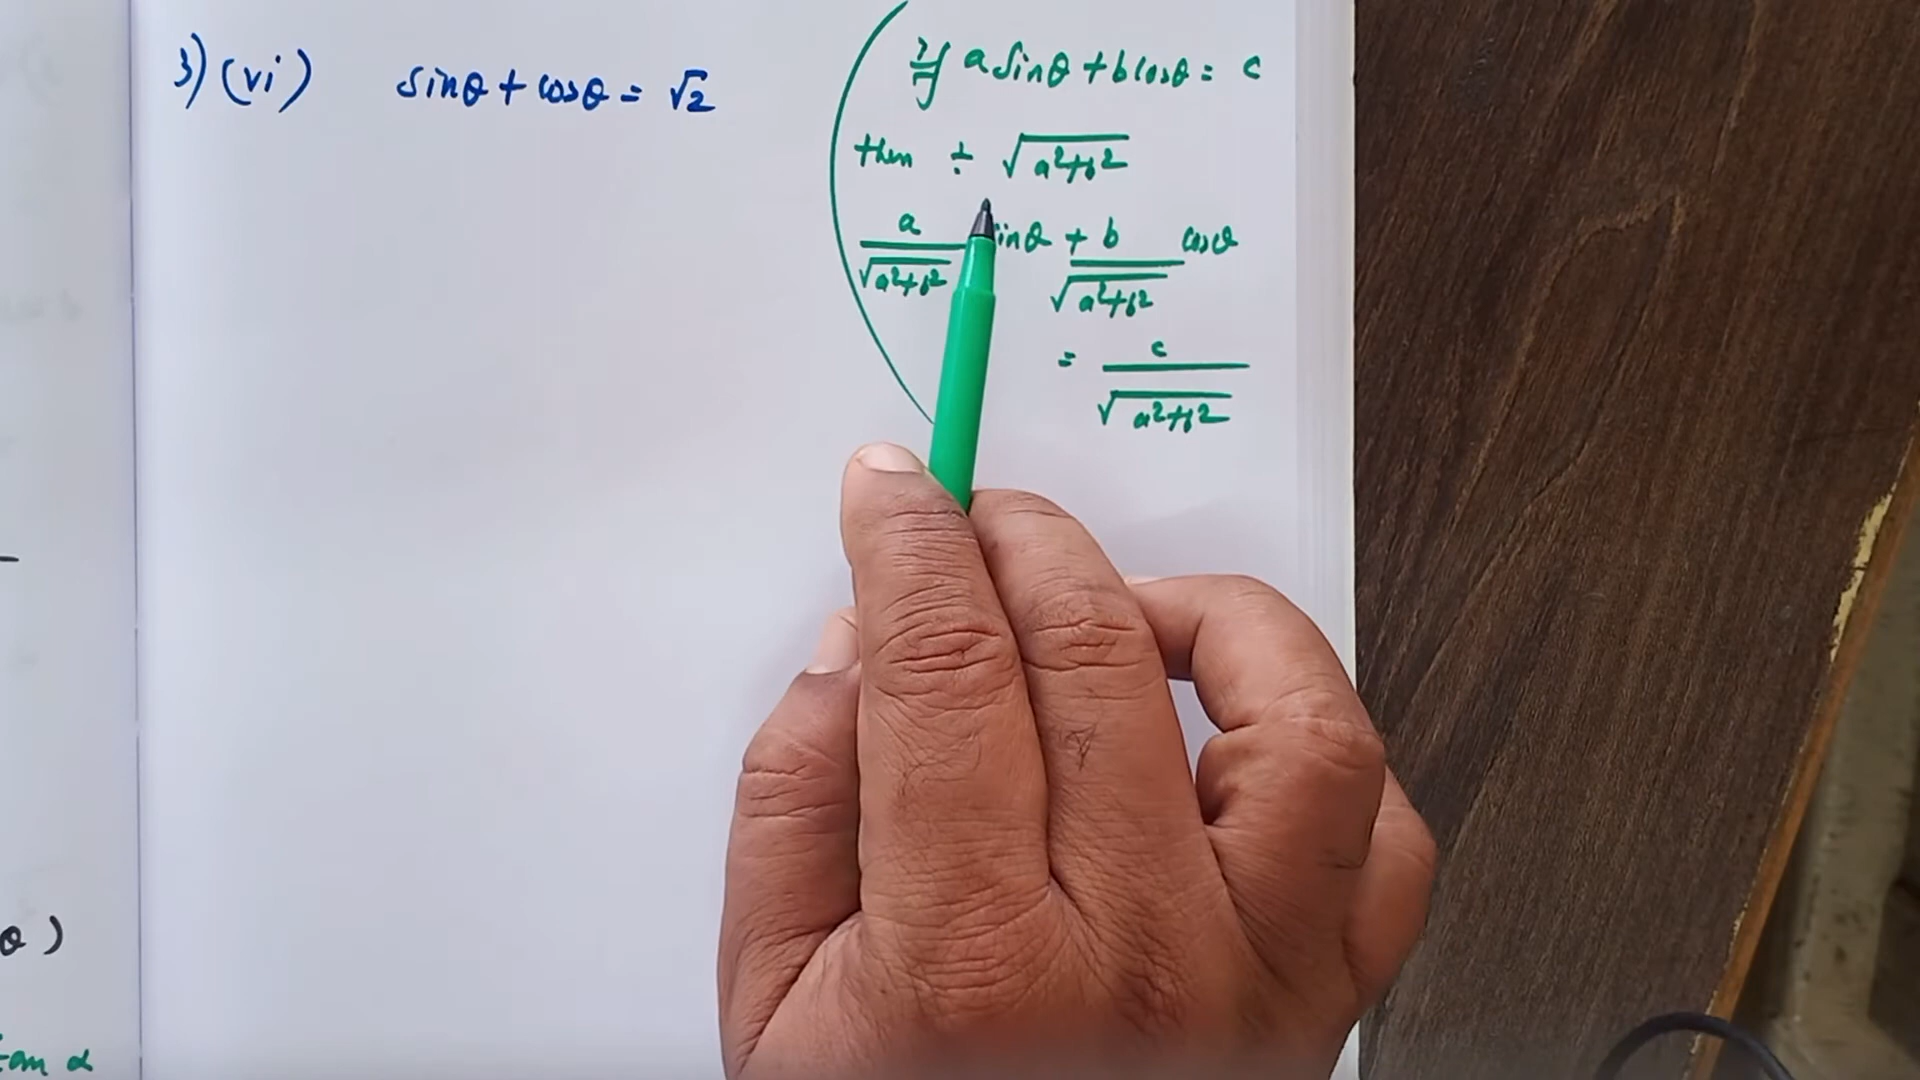 3) (vi) sinθ + cosθ = √2
If a sinθ + b cosθ = c
then ÷ √a²+b²
a/√a²+b² sinθ + b/√a²+b² cosθ
= c/√a²+b²
θ)
tan α